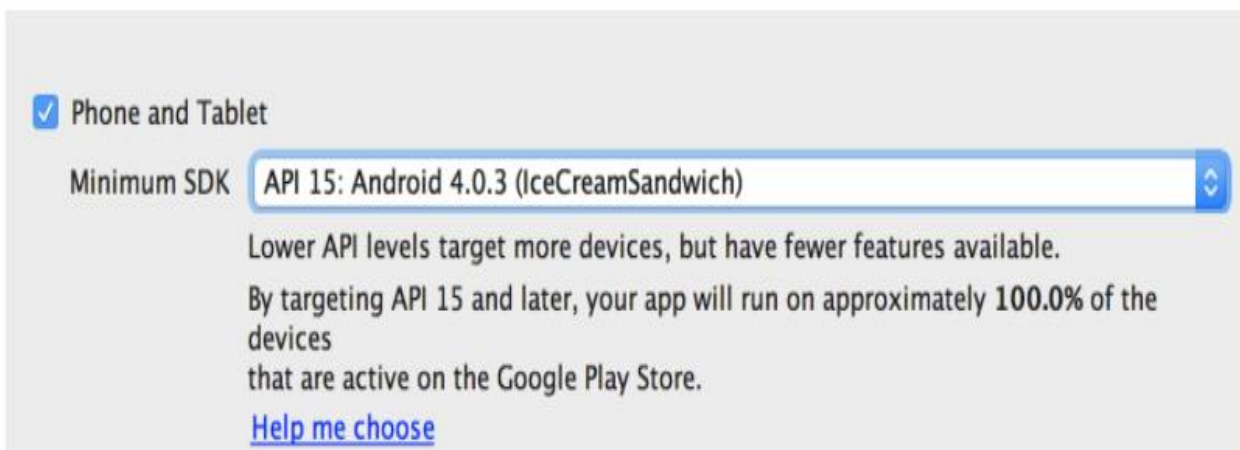 Phone and Tablet
Minimum SDK API 15: Android 4.0.3 (IceCreamSandwich)
Lower API levels target more devices, but have fewer features available.
By targeting API 15 and later, your app will run on approximately 100.0% of the
devices
that are active on the Google Play Store.
Help me choose